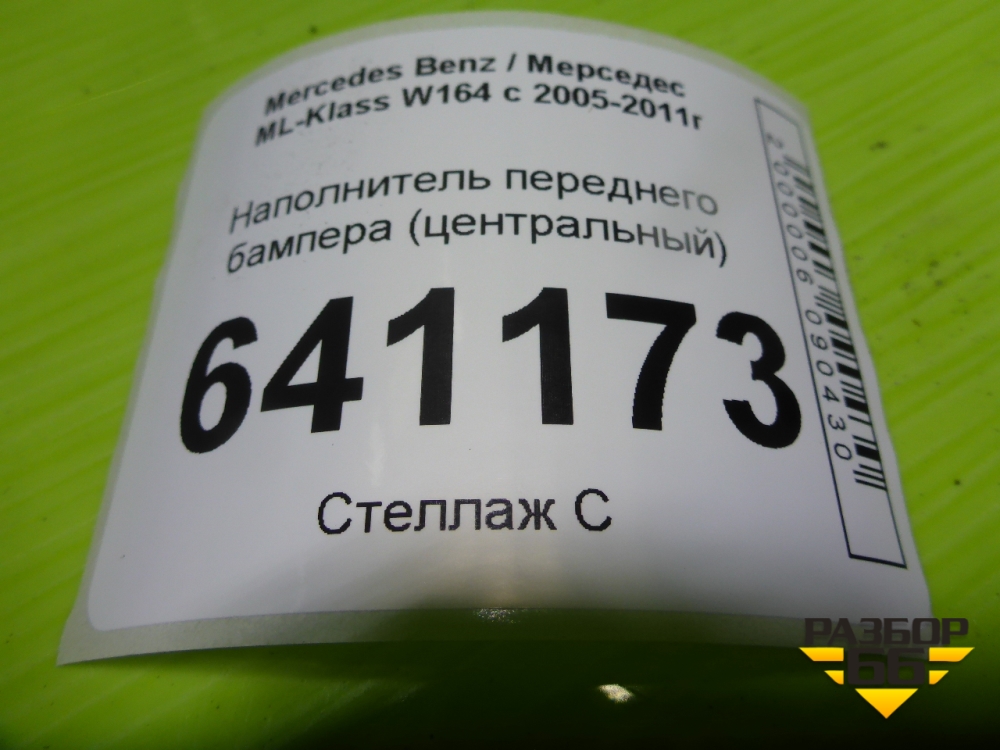 Mercedes Benz / Мерседес
ML-Klass W164 с 2005-2011г
Наполнитель переднего
бампера (центральный)
641173
Стеллаж С
2000006090430
РАЗБОР
66